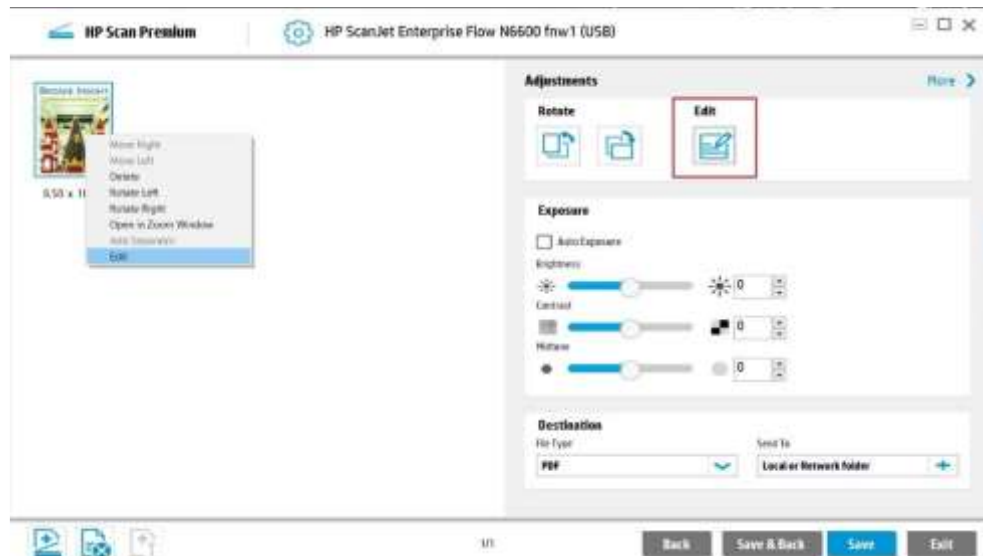 HP Scan Premium
HP ScanJet Enterprise Flow N6600 fnw1 (USB)
Adjustments
More
Rotate
Edit
Move Right
Move Left
Delete
Rotate Left
Rotate Right
Open in Zoom Window
Add Separator
Edit
Exposure
Auto Exposure
Brightness
0
Contrast
0
Midtone
0
Destination
File Type
Send To
PDF
Local or Network folder
1/1
Back
Save & Back
Save
Exit